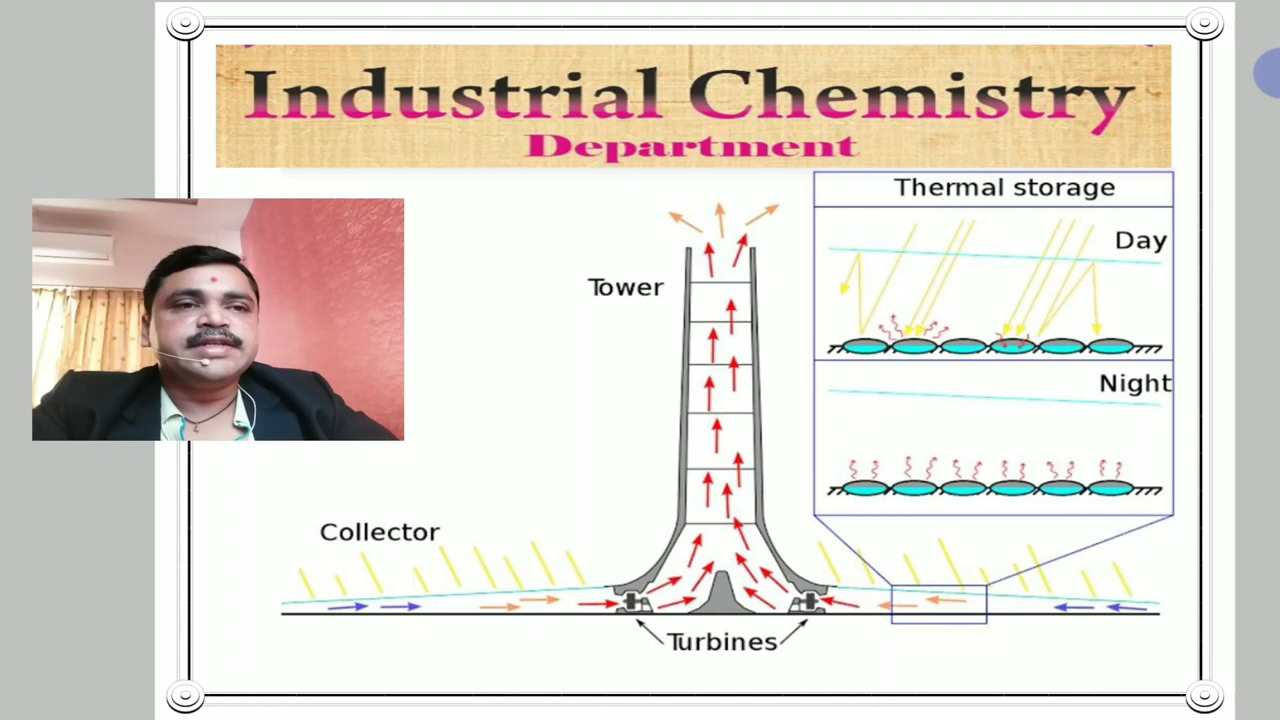 Industrial Chemistry
Department
Thermal storage
Day
Tower
Night
Collector
Turbines